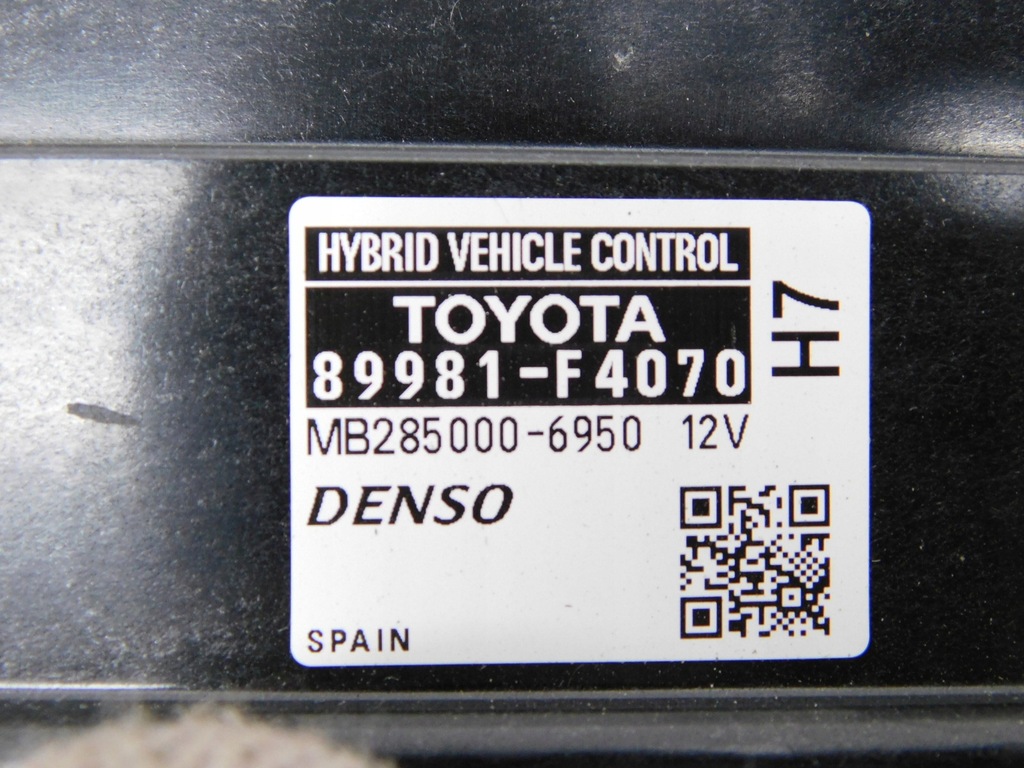 HYBRID VEHICLE CONTROL
TOYOTA
89981-F4070
H7
MB285000-6950 12V
DENSO
SPAIN